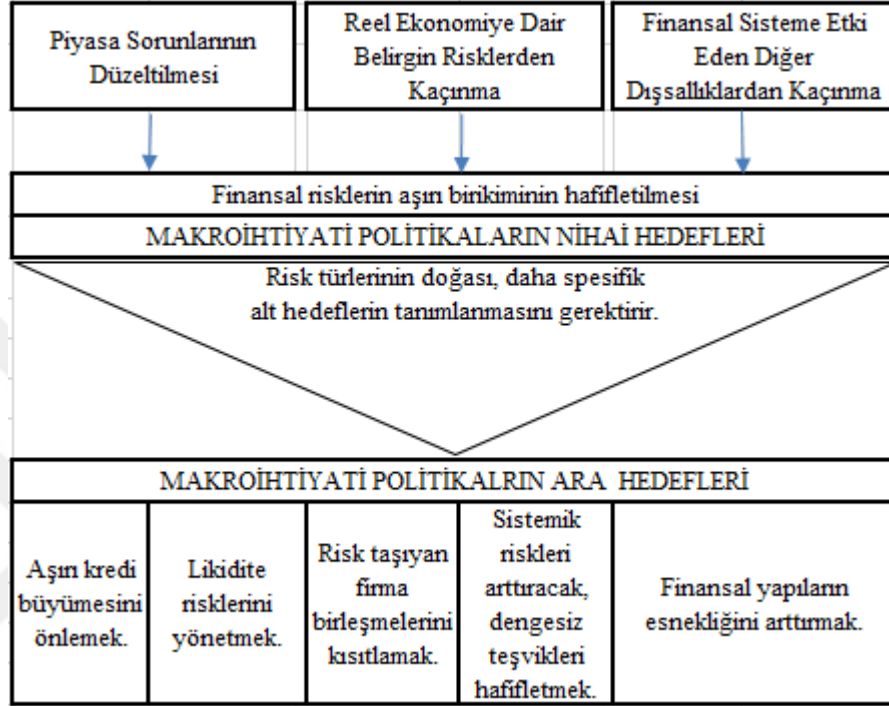 Piyasa Sorunlarının
Düzeltilmesi
Reel Ekonomiye Dair
Belirgin Risklerden
Kaçınma
Finansal Sisteme Etki
Eden Diğer
Dışsallıklardan Kaçınma
Finansal risklerin aşırı birikiminin hafifletilmesi
MAKROİHTİYATİ POLİTİKALARIN NİHAİ HEDEFLERİ
Risk türlerinin doğası, daha spesifik
alt hedeflerin tanımlanmasını gerektirir.
MAKROİHTİYATİ POLİTİKALRIN ARA HEDEFLERİ
Aşırı kredi
büyümesini
önlemek.
Likidite
risklerini
yönetmek.
Risk taşıyan
firma
birleşmelerini
kısıtlamak.
Sistemik
riskleri
arttıracak,
dengesiz
teşvikleri
hafifletmek.
Finansal yapıların
esnekliğini arttırmak.